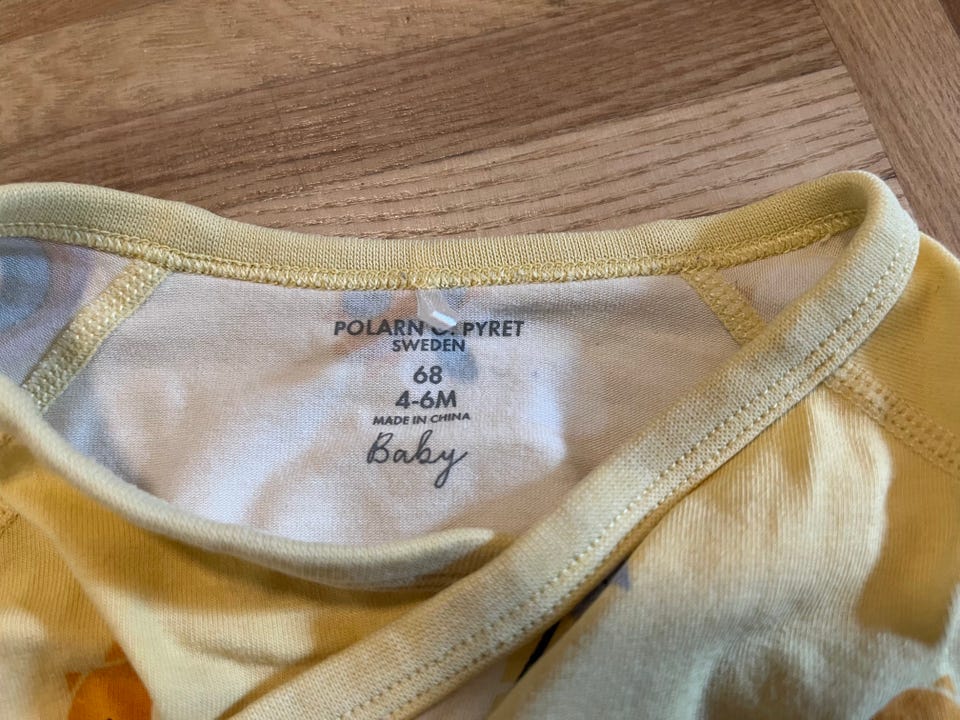 POLARN O. PYRET
SWEDEN
68
4-6M
MADE IN CHINA
Baby